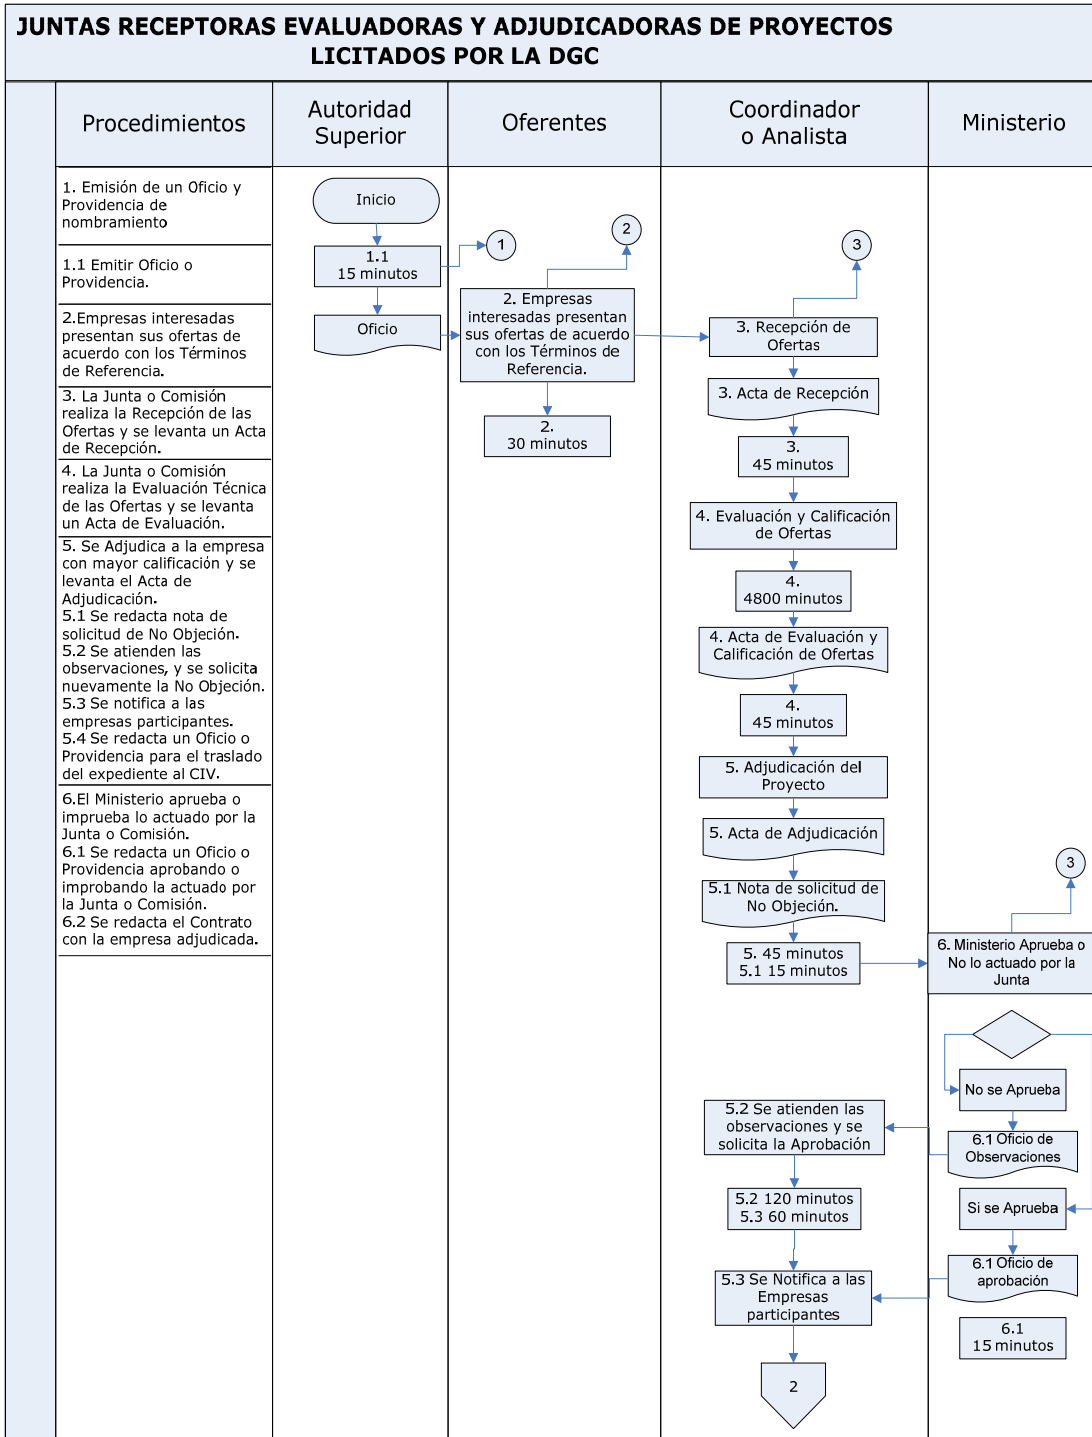 JUNTAS RECEPTORAS EVALUADORAS Y ADJUDICADORAS DE PROYECTOS
LICITADOS POR LA DGC
Procedimientos
Autoridad
Superior
Oferentes
Coordinador
o Analista
Ministerio
1. Emisión de un Oficio y
Providencia de
nombramiento
1.1 Emitir Oficio o
Providencia.
2.Empresas interesadas
presentan sus ofertas de
acuerdo con los Términos
de Referencia.
3. La Junta o Comisión
realiza la Recepción de las
Ofertas y se levanta un Acta
de Recepción.
4. La Junta o Comisión
realiza la Evaluación Técnica
de las Ofertas y se levanta
un Acta de Evaluación.
5. Se Adjudica a la empresa
con mayor calificación y se
levanta el Acta de
Adjudicación.
5.1 Se redacta nota de
solicitud de No Objeción.
5.2 Se atienden las
observaciones, y se solicita
nuevamente la No Objeción.
5.3 Se notifica a las
empresas participantes.
5.4 Se redacta un Oficio o
Providencia para el traslado
del expediente al CIV.
6.El Ministerio aprueba o
imprueba lo actuado por la
Junta o Comisión.
6.1 Se redacta un Oficio o
Providencia aprobando o
improbando la actuado por
la Junta o Comisión.
6.2 Se redacta el Contrato
con la empresa adjudicada.
Inicio
1.1
15 minutos
1
Oficio
2
2. Empresas
interesadas presentan
sus ofertas de acuerdo
con los Términos de
Referencia.
2.
30 minutos
3
3. Recepción de
Ofertas
3. Acta de Recepción
3.
45 minutos
4. Evaluación y Calificación
de Ofertas
4.
4800 minutos
4. Acta de Evaluación y
Calificación de Ofertas
4.
45 minutos
5. Adjudicación del
Proyecto
5. Acta de Adjudicación
5.1 Nota de solicitud de
No Objeción.
5. 45 minutos
5.1 15 minutos
3
6. Ministerio Aprueba o
No lo actuado por la
Junta
No se Aprueba
6.1 Oficio de
Observaciones
5.2 Se atienden las
observaciones y se
solicita la Aprobación
5.2 120 minutos
5.3 60 minutos
Si se Aprueba
6.1 Oficio de
aprobación
5.3 Se Notifica a las
Empresas
participantes
6.1
15 minutos
2